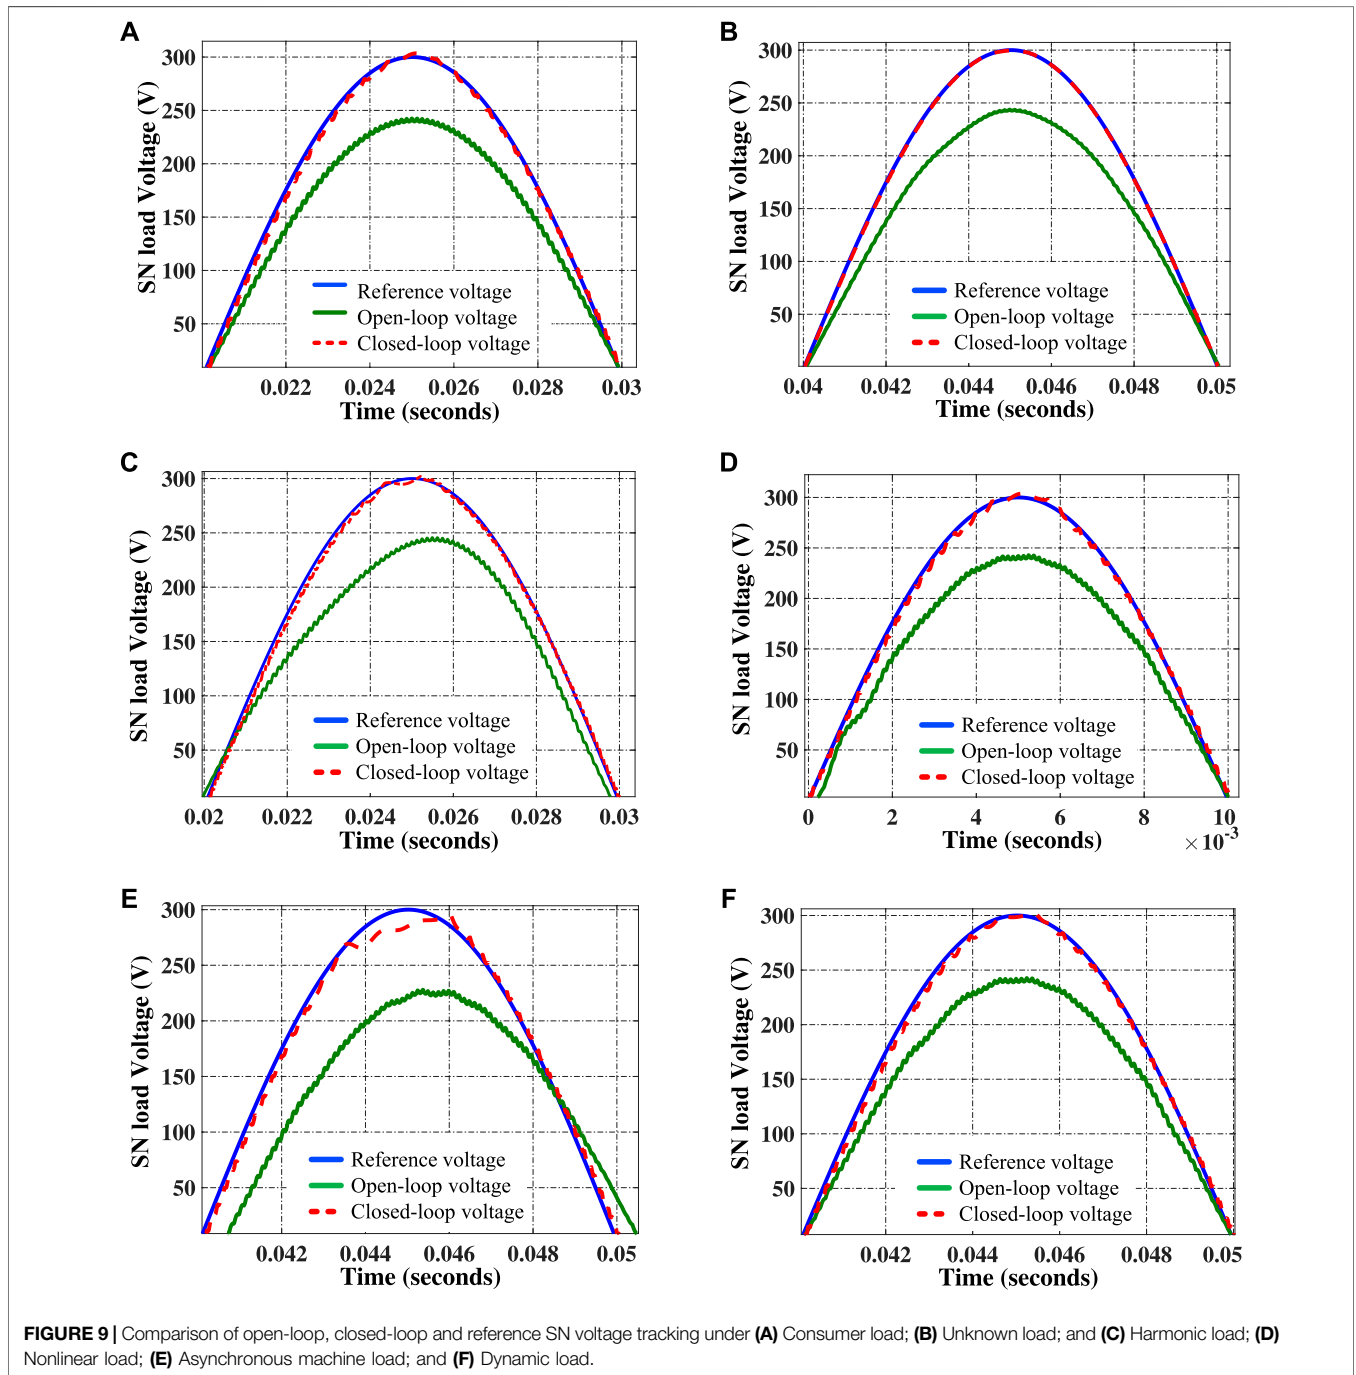 A
300
250
200
150
100
50
SN load Voltage (V)
Reference voltage
Open-loop voltage
Closed-loop voltage
0.022 0.024 0.026 0.028 0.03
Time (seconds)
B
300
250
200
150
100
50
SN load Voltage (V)
Reference voltage
Open-loop voltage
Closed-loop voltage
0.04 0.042 0.044 0.046 0.048 0.05
Time (seconds)
C
300
250
200
150
100
50
SN load Voltage (V)
Reference voltage
Open-loop voltage
Closed-loop voltage
0.02 0.022 0.024 0.026 0.028 0.03
Time (seconds)
D
300
250
200
150
100
50
SN load Voltage (V)
Reference voltage
Open-loop voltage
Closed-loop voltage
0 2 4 6 8 10
Time (seconds) ×10⁻³
E
300
250
200
150
100
50
SN load Voltage (V)
Reference voltage
Open-loop voltage
Closed-loop voltage
0.042 0.044 0.046 0.048 0.05
Time (seconds)
F
300
250
200
150
100
50
SN load Voltage (V)
Reference voltage
Open-loop voltage
Closed-loop voltage
0.042 0.044 0.046 0.048 0.05
Time (seconds)
FIGURE 9 | Comparison of open-loop, closed-loop and reference SN voltage tracking under (A) Consumer load; (B) Unknown load; and (C) Harmonic load; (D)
Nonlinear load; (E) Asynchronous machine load; and (F) Dynamic load.